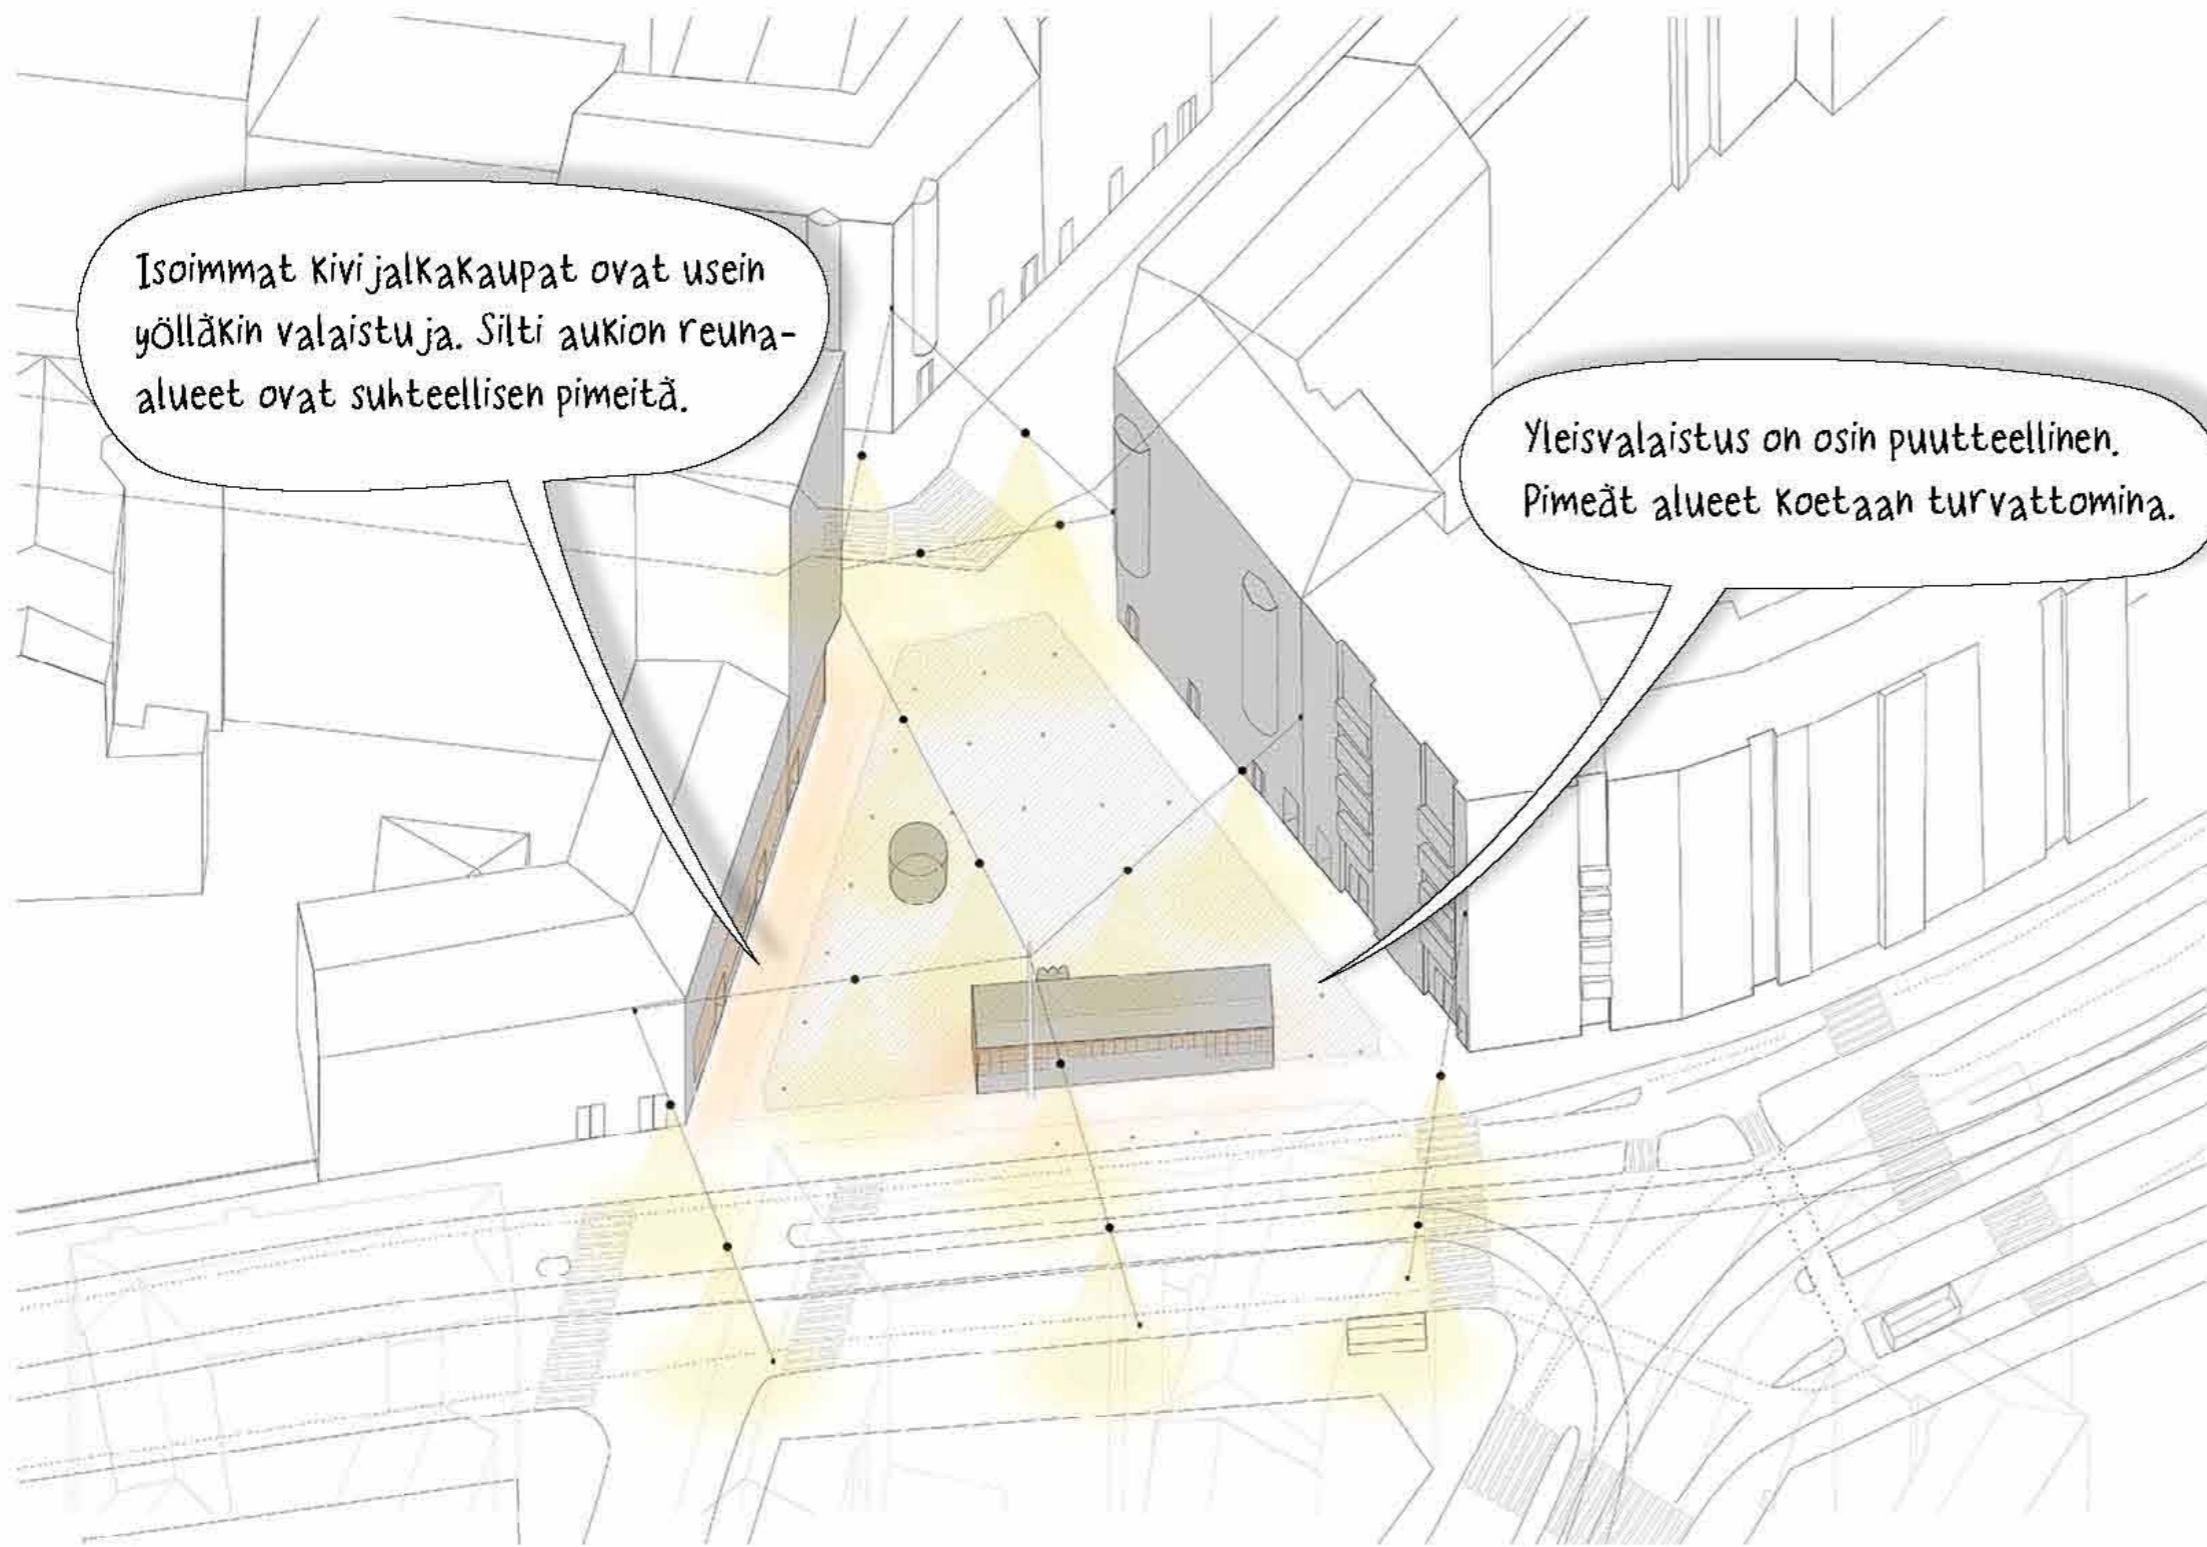 Isoimmat kivijalkakaupat ovat usein
yölläkin valaistuja. Silti aukion reuna-
alueet ovat suhteellisen pimeitä.
Yleisvalaistus on osin puutteellinen.
Pimeät alueet koetaan turvattomina.